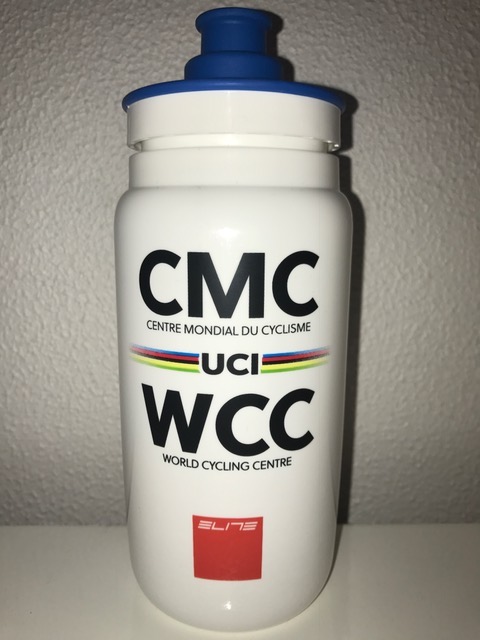 CMC
CENTRE MONDIAL DU CYCLISME
UCI
WCC
WORLD CYCLING CENTRE
ELITE